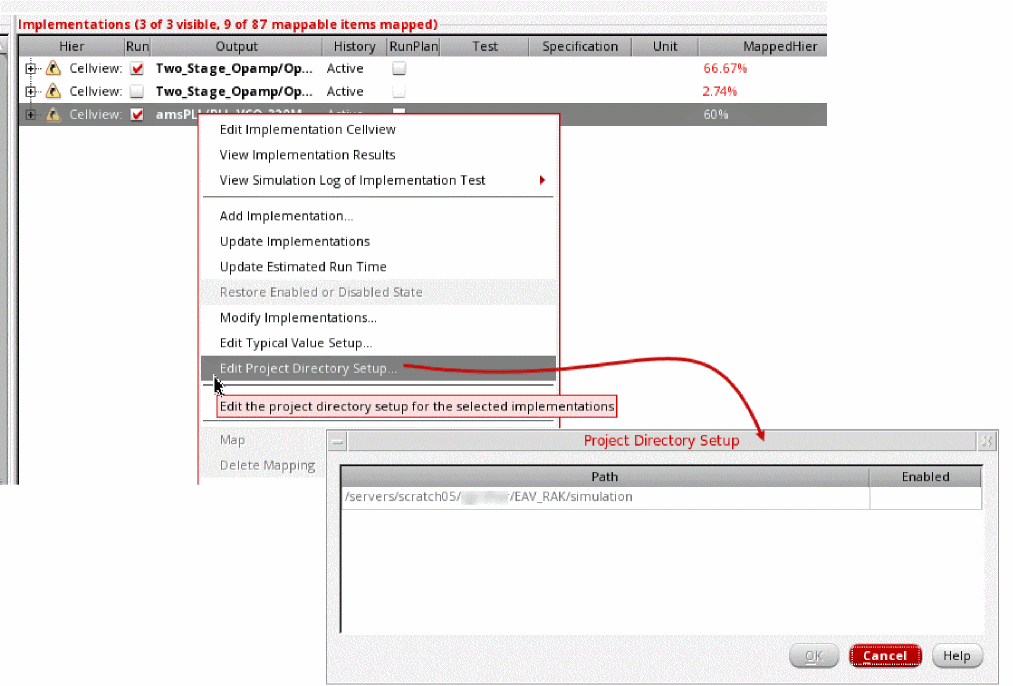 Implementations (3 of 3 visible, 9 of 87 mappable items mapped)
Hier Run Output History RunPlan Test Specification Unit MappedHier
Cellview: Two_Stage_Opamp/Op... Active 66.67%
Cellview: Two_Stage_Opamp/Op... Active 2.74%
Cellview: 60%
Edit Implementation Cellview
View Implementation Results
View Simulation Log of Implementation Test
Add Implementation...
Update Implementations
Update Estimated Run Time
Restore Enabled or Disabled State
Modify Implementations...
Edit Typical Value Setup...
Edit Project Directory Setup...
Edit the project directory setup for the selected implementations
Map
Delete Mapping
Project Directory Setup
Path Enabled
/servers/scratch05/ /EAV_RAK/simulation
OK Cancel Help